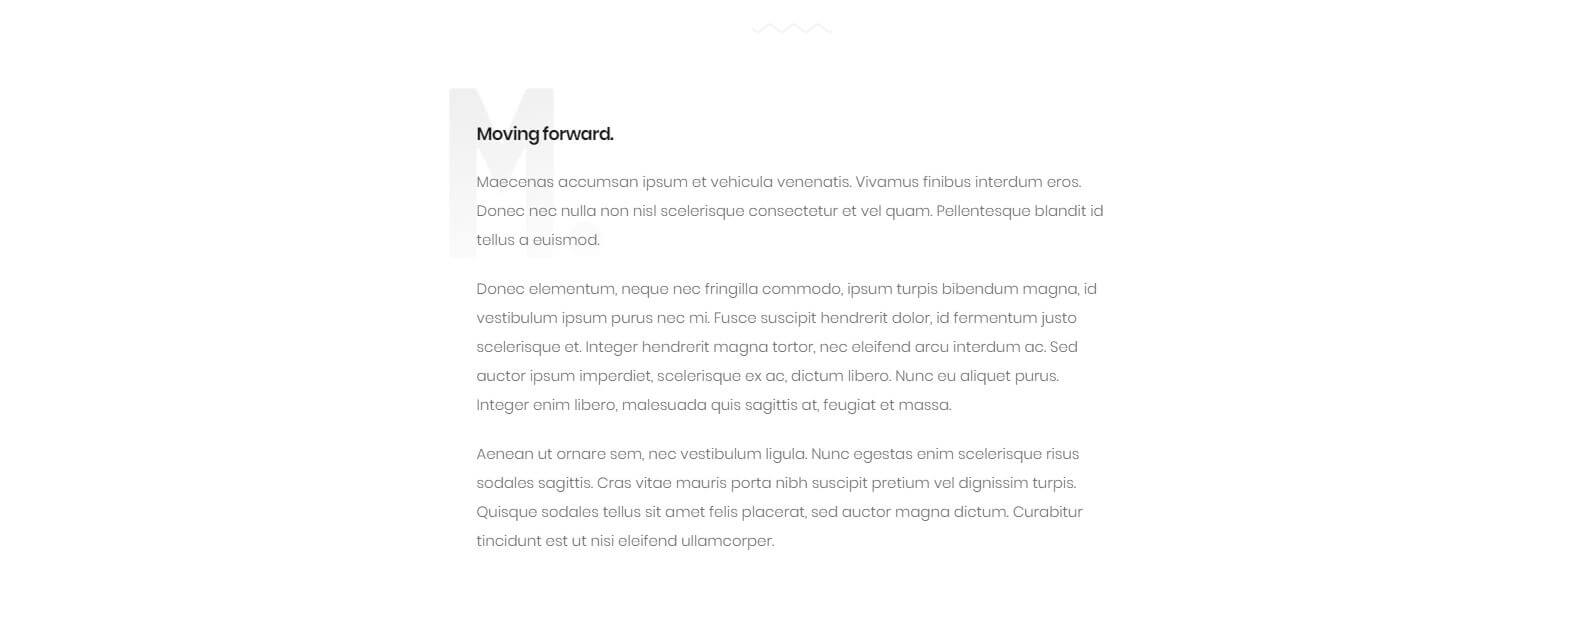 M
Moving forward.
Maecenas accumsan ipsum et vehicula venenatis. Vivamus finibus interdum eros.
Donec nec nulla non nisl scelerisque consectetur et vel quam. Pellentesque blandit id
tellus a euismod.
Donec elementum, neque nec fringilla commodo, ipsum turpis bibendum magna, id
vestibulum ipsum purus nec mi. Fusce suscipit hendrerit dolor, id fermentum justo
scelerisque et. Integer hendrerit magna tortor, nec eleifend arcu interdum ac. Sed
auctor ipsum imperdiet, scelerisque ex ac, dictum libero. Nunc eu aliquet purus.
Integer enim libero, malesuada quis sagittis at, feugiat et massa.
Aenean ut ornare sem, nec vestibulum ligula. Nunc egestas enim scelerisque risus
sodales sagittis. Cras vitae mauris porta nibh suscipit pretium vel dignissim turpis.
Quisque sodales tellus sit amet felis placerat, sed auctor magna dictum. Curabitur
tincidunt est ut nisi eleifend ullamcorper.